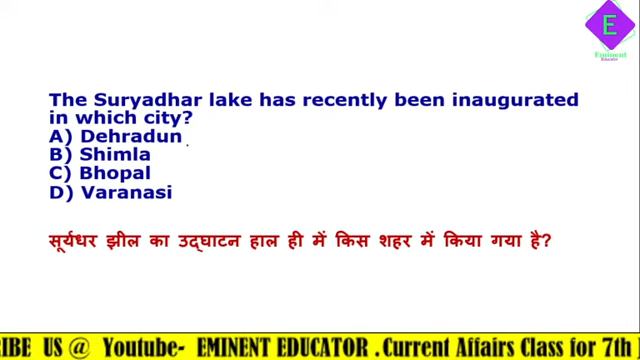 E
Eminent
Educator
The Suryadhar lake has recently been inaugurated
in which city?
A) Dehradun
B) Shimla
C) Bhopal
D) Varanasi
सूर्यधर झील का उद्घाटन हाल ही में किस शहर में किया गया है?
RIBE US @ Youtube- EMINENT EDUCATOR .Current Affairs Class for 7th